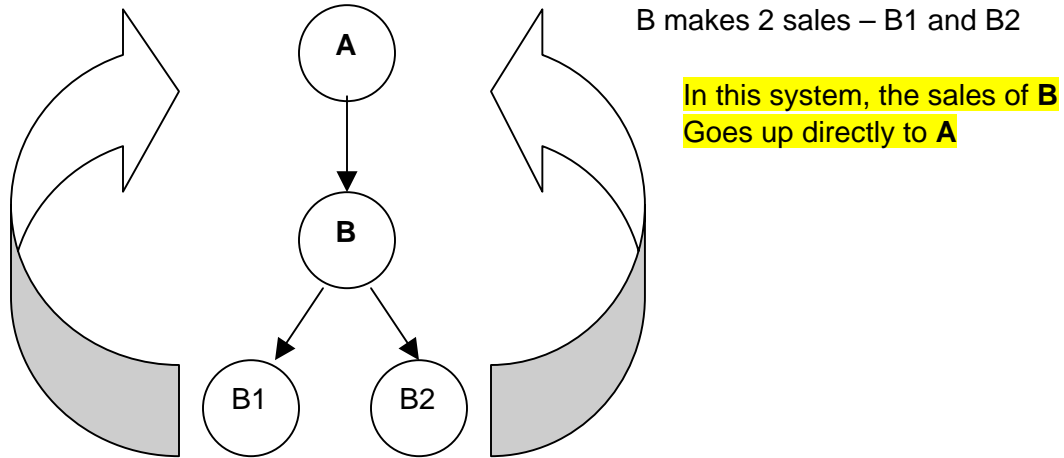 B makes 2 sales – B1 and B2
A
In this system, the sales of B
Goes up directly to A
B
B1
B2